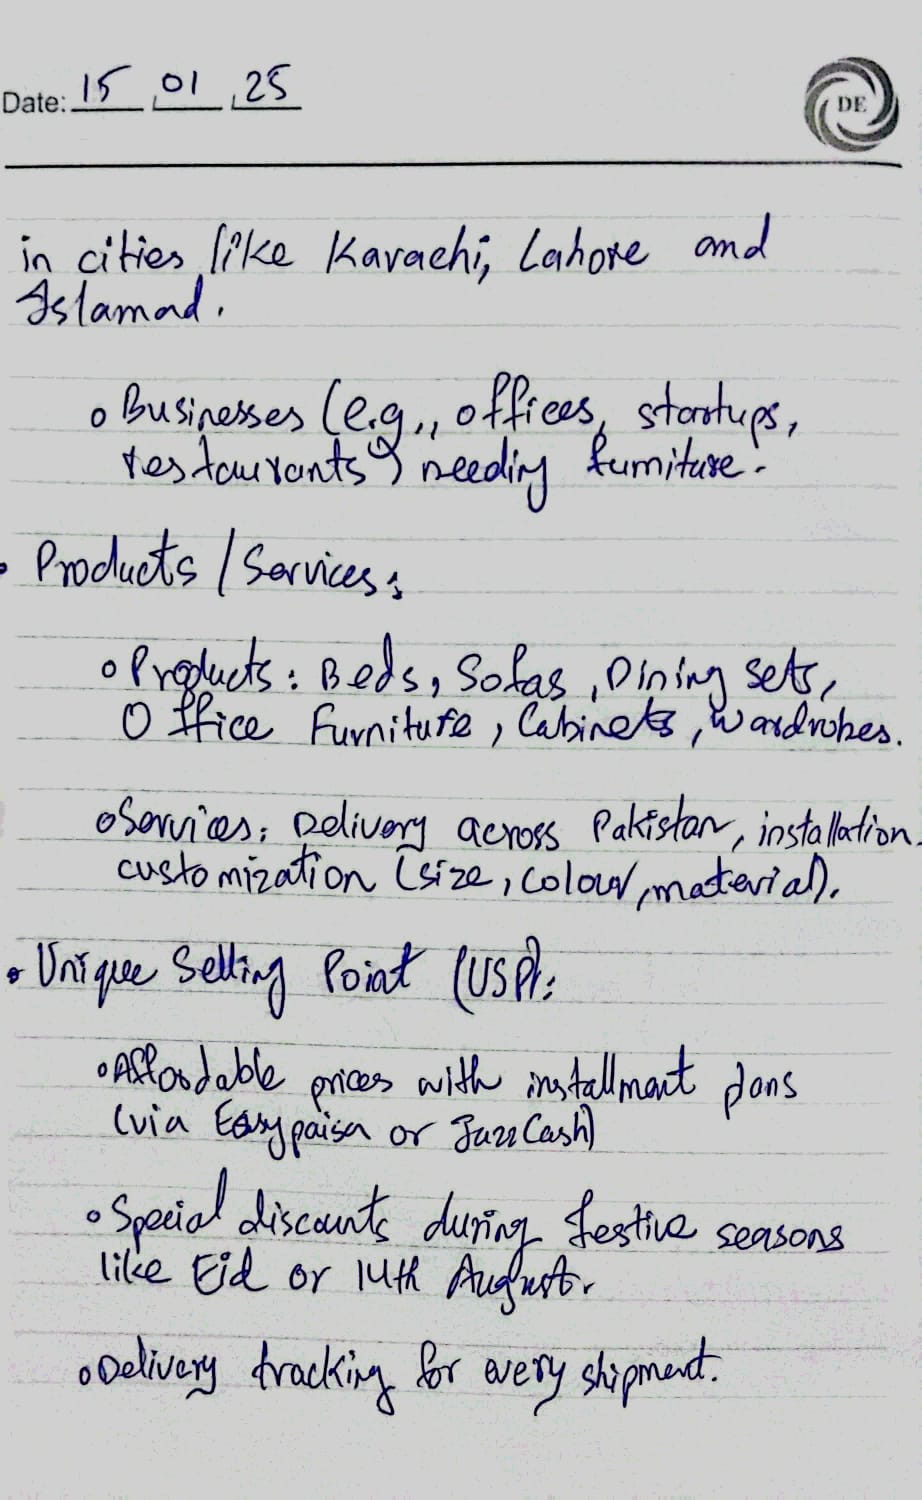 Date: 15 01 25
DE
in cities like Karachi, Lahore and
Islamad.
o Businesses (e.g., offices, startups,
restaurants) needing furniture.
• Products / Services:
o Products: Beds, Sofas, Dining sets,
Office Furniture, Cabinets, Wardrobes.
o Services: Delivery across Pakistan, installation,
customization (size, colour, material).
• Unique Selling Point (USP):
o Affordable prices with installment plans
(via Easypaisa or JazzCash)
o Special discounts during festive seasons
like Eid or 14th August.
o Delivery tracking for every shipment.